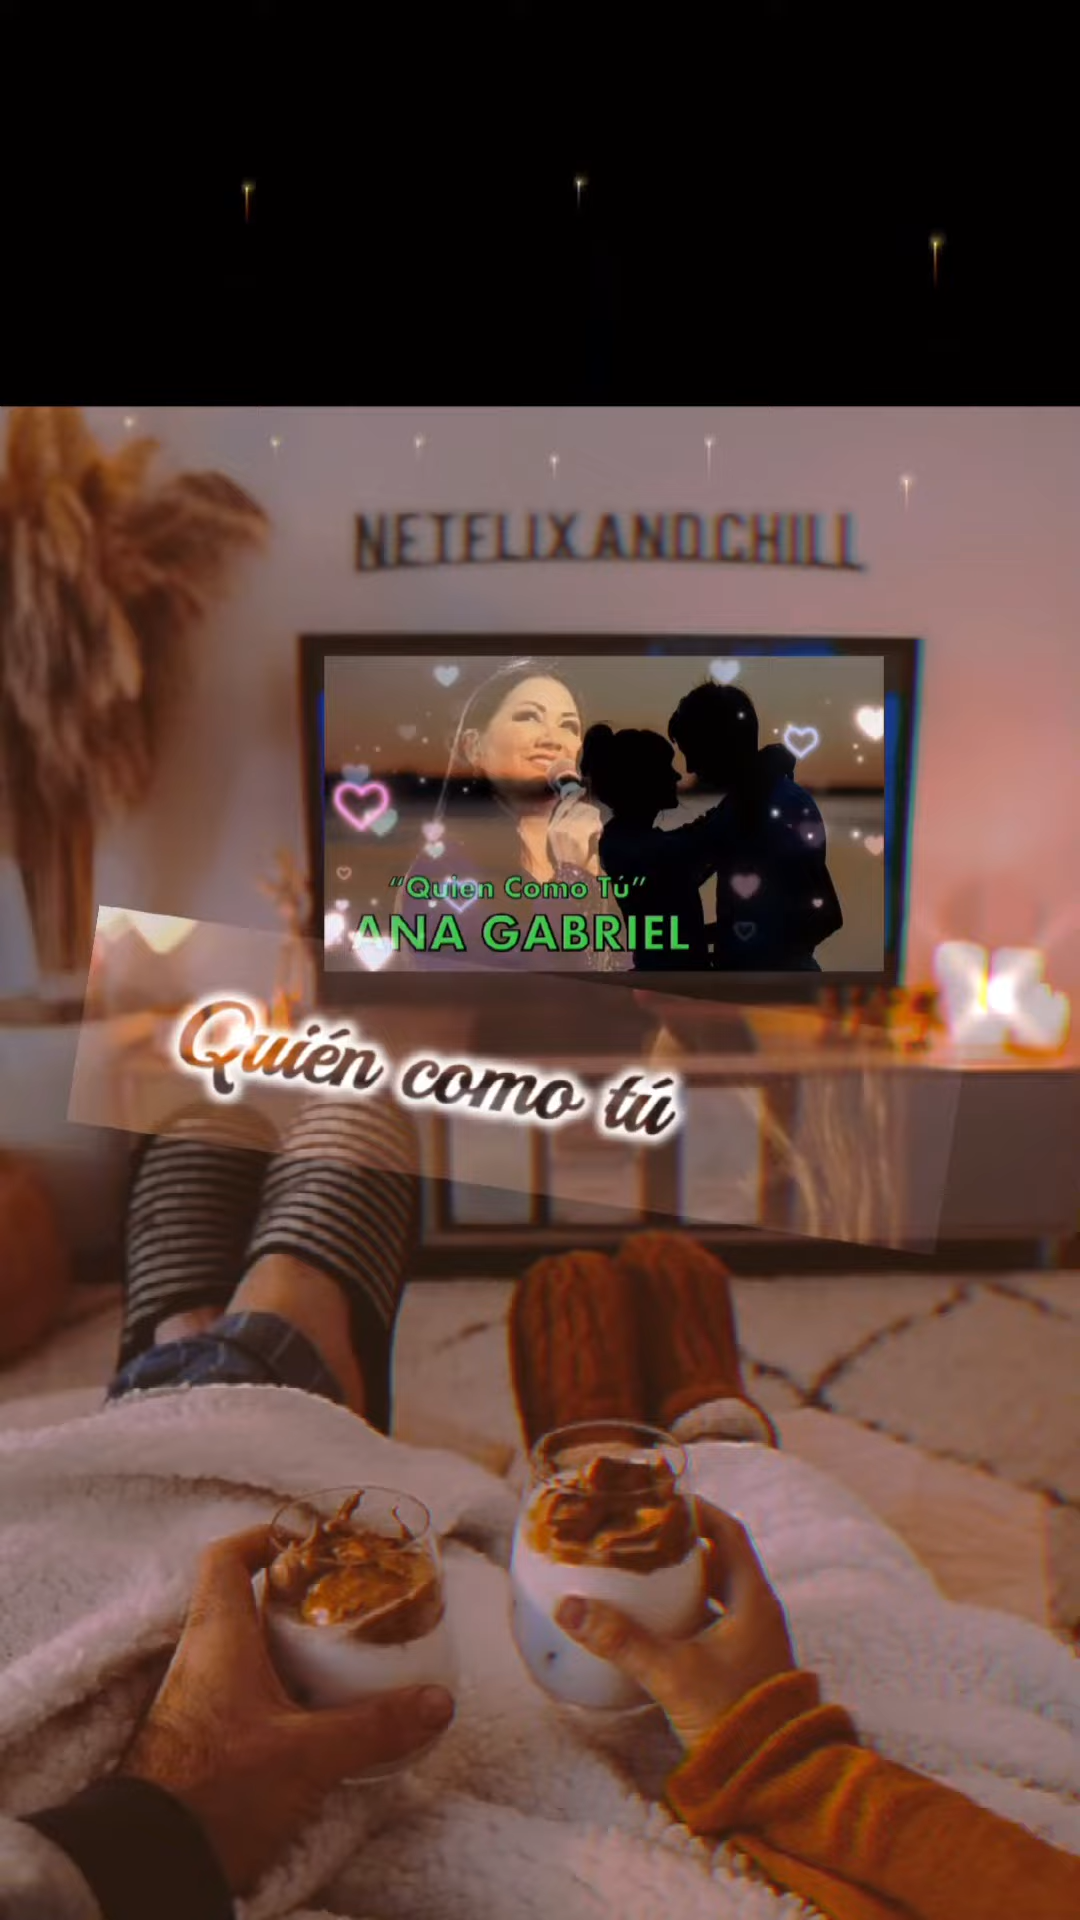 NETFLIX AND CHILL
“Quien Como Tú”
ANA GABRIEL
Quién como tú